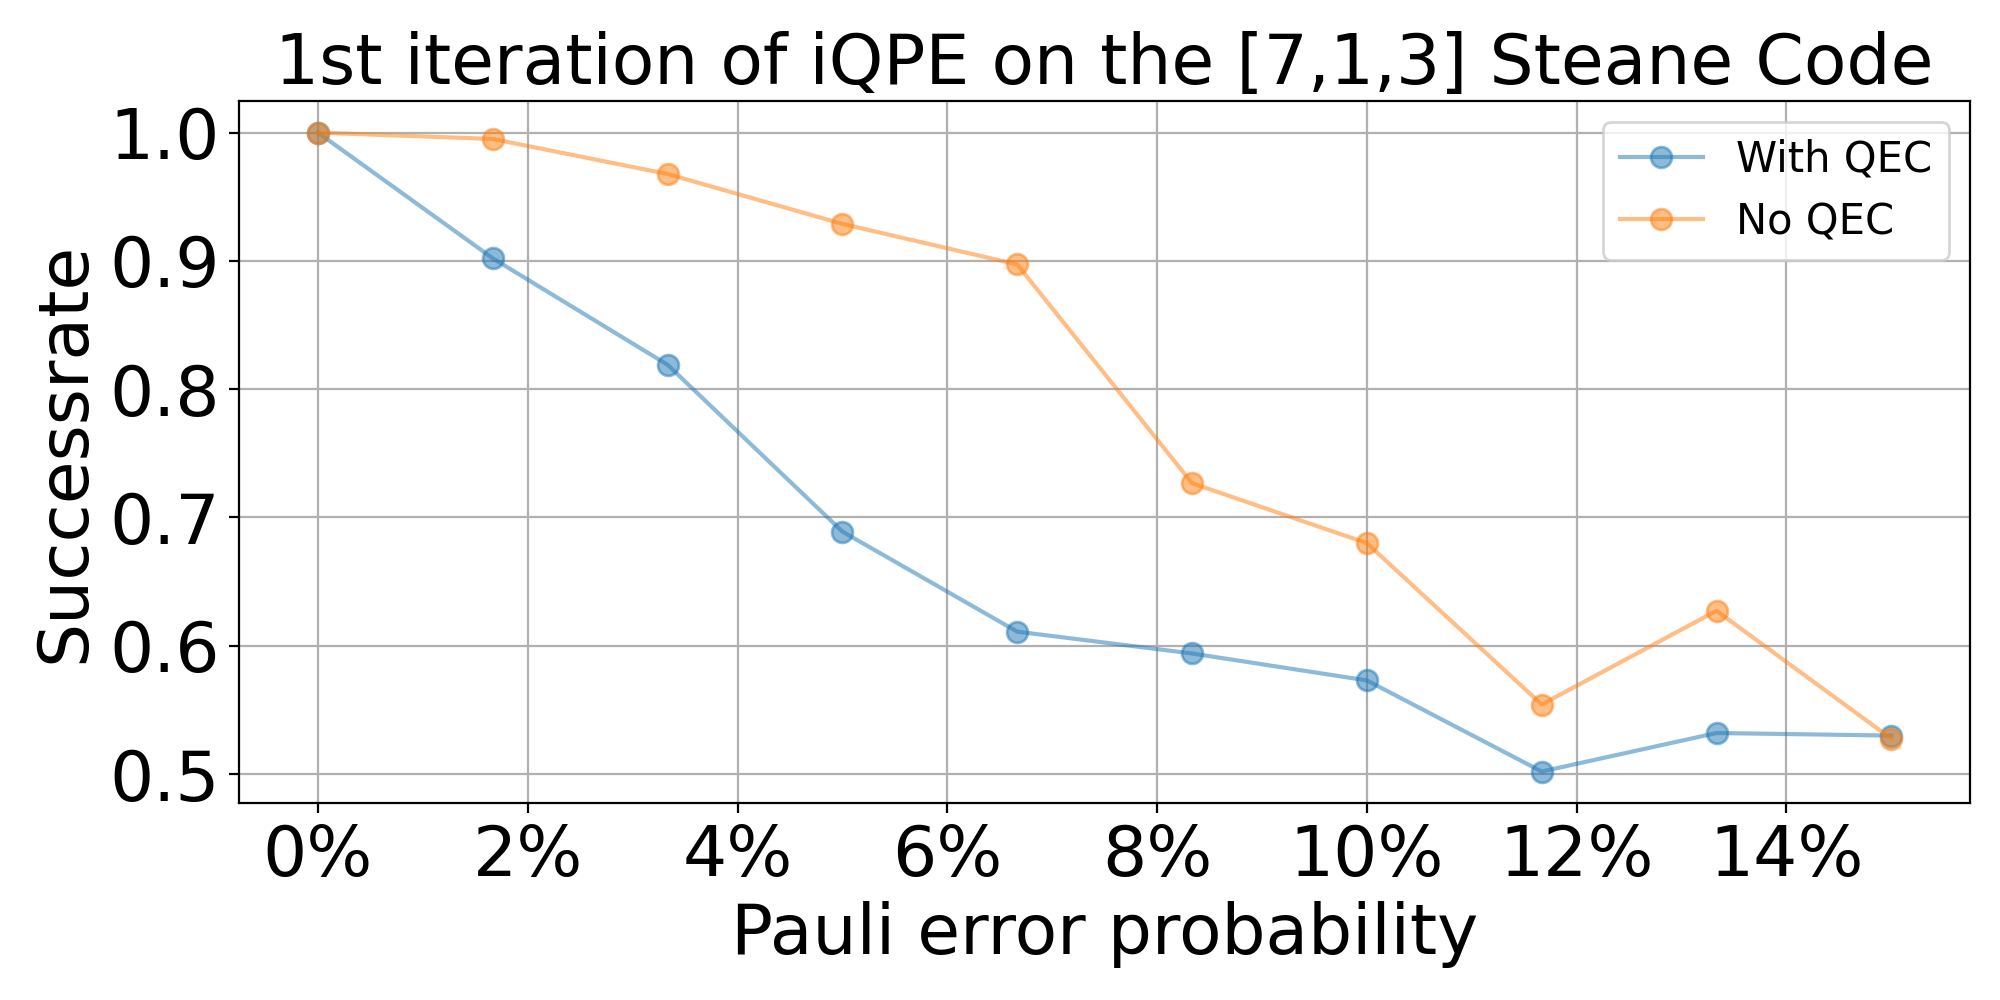 1st iteration of iQPE on the [7,1,3] Steane Code
With QEC
No QEC
Successrate
1.0
0.9
0.8
0.7
0.6
0.5
0% 2% 4% 6% 8% 10% 12% 14%
Pauli error probability